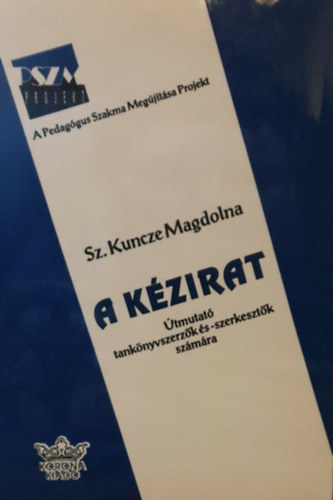 PSZM
PROJEKT
A Pedagógus Szakma Megújítása Projekt
Sz. Kuncze Magdolna
A KÉZIRAT
Útmutató
tankönyvszerzők és -szerkesztők
számára
KORONA
KIADÓ